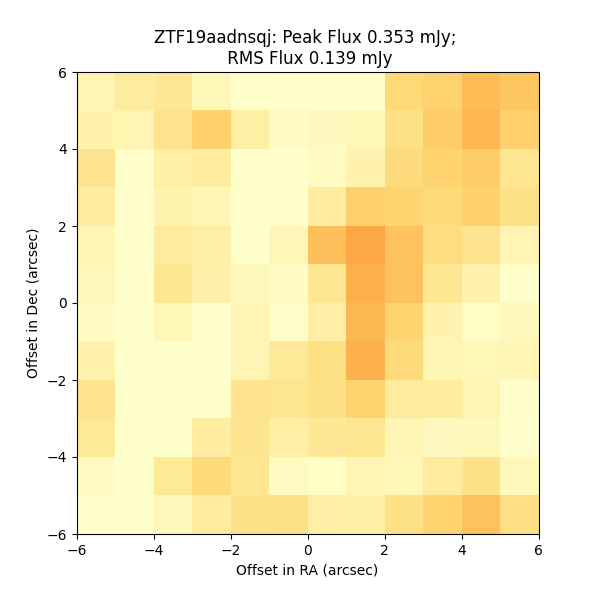 ZTF19aadnsqj: Peak Flux 0.353 mJy;
RMS Flux 0.139 mJy
6
4
2
0
−2
−4
−6
Offset in Dec (arcsec)
−6 −4 −2 0 2 4 6
Offset in RA (arcsec)